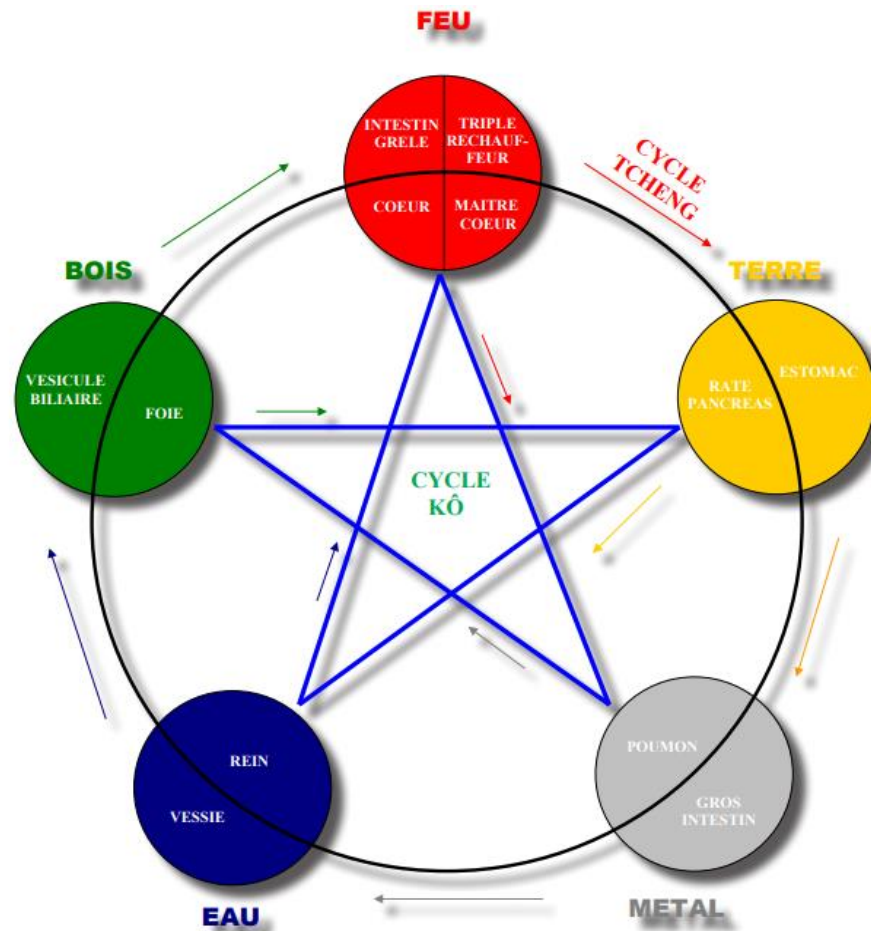 FEU
INTESTIN
GRELE
TRIPLE
RECHAUF-
FEUR
COEUR
MAITRE
COEUR
CYCLE
TCHENG
BOIS
VESICULE
BILIAIRE
FOIE
TERRE
RATE
PANCREAS
ESTOMAC
CYCLE
KÔ
REIN
VESSIE
EAU
POUMON
GROS
INTESTIN
METAL